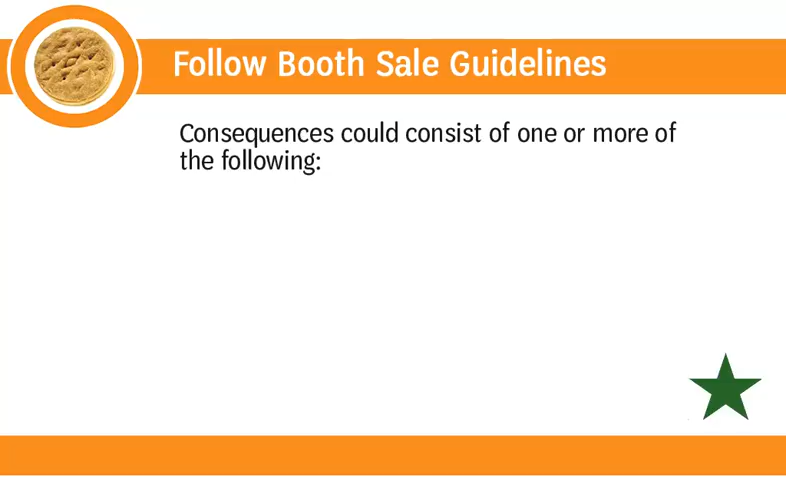 Follow Booth Sale Guidelines
Consequences could consist of one or more of
the following: